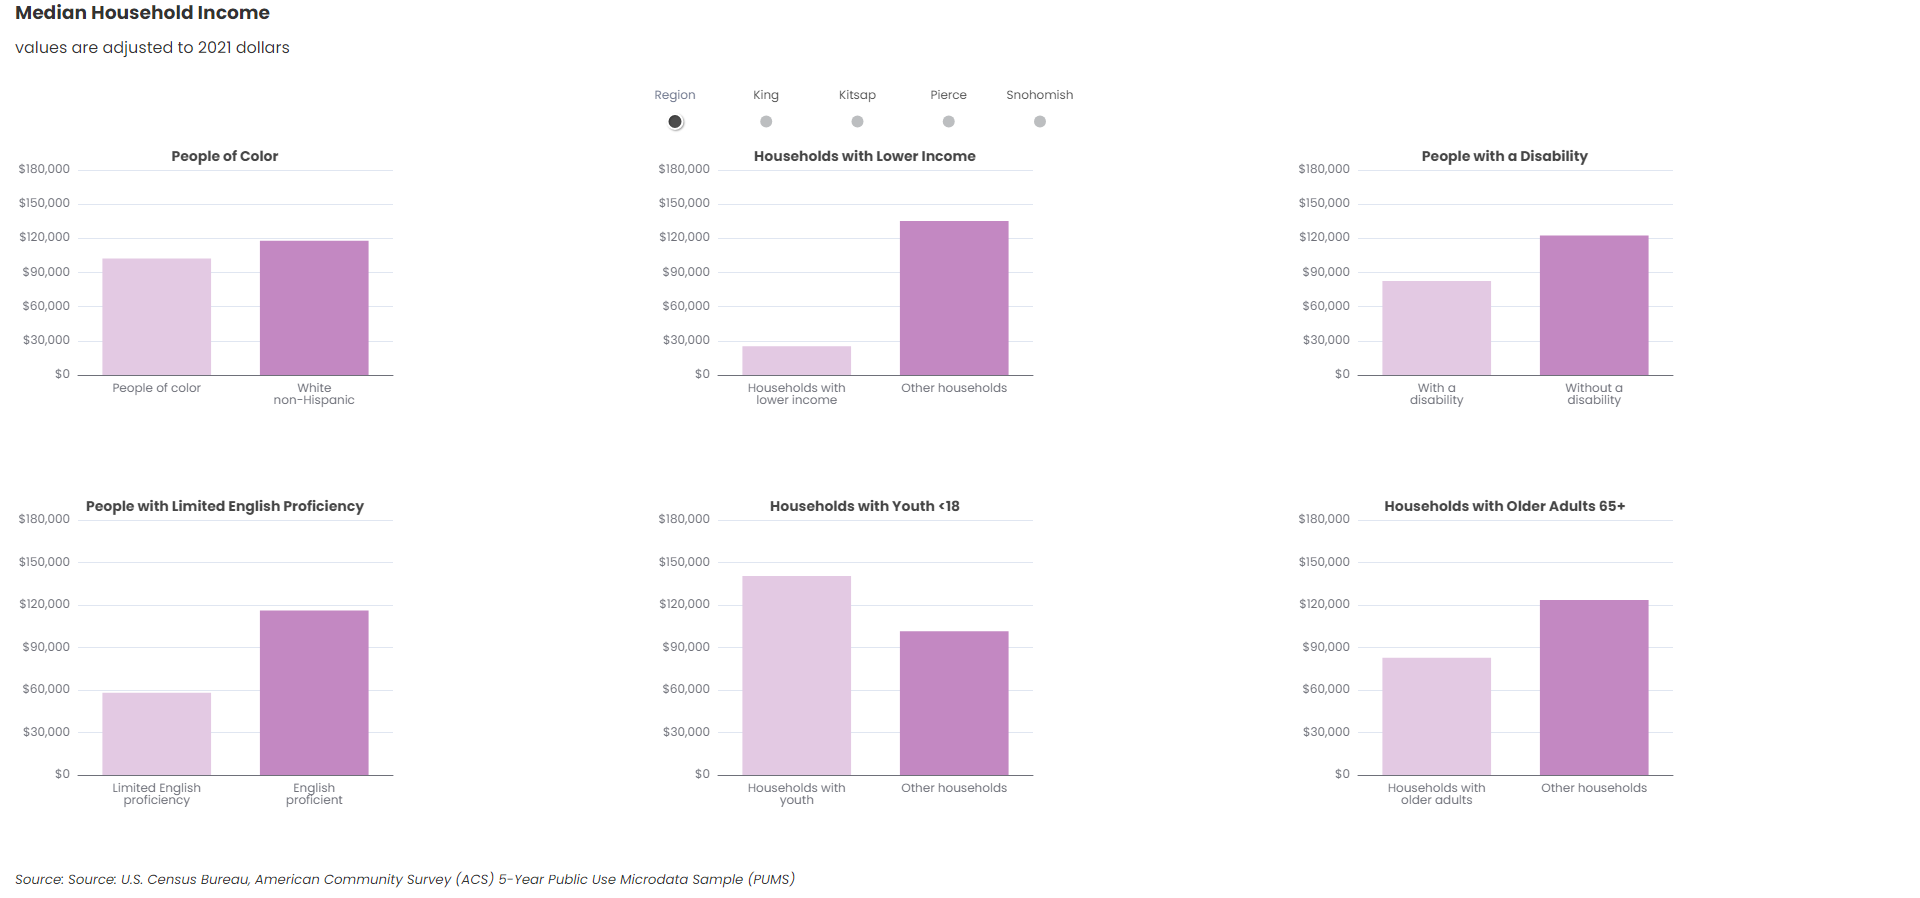 Median Household Income
values are adjusted to 2021 dollars
Region King Kitsap Pierce Snohomish
People of Color
$180,000
$150,000
$120,000
$90,000
$60,000
$30,000
$0
People of color
White
non-Hispanic
Households with Lower Income
$180,000
$150,000
$120,000
$90,000
$60,000
$30,000
$0
Households with
lower income
Other households
People with a Disability
$180,000
$150,000
$120,000
$90,000
$60,000
$30,000
$0
With a
disability
Without a
disability
People with Limited English Proficiency
$180,000
$150,000
$120,000
$90,000
$60,000
$30,000
$0
Limited English
proficiency
English
proficient
Households with Youth <18
$180,000
$150,000
$120,000
$90,000
$60,000
$30,000
$0
Households with
youth
Other households
Households with Older Adults 65+
$180,000
$150,000
$120,000
$90,000
$60,000
$30,000
$0
Households with
older adults
Other households
Source: Source: U.S. Census Bureau, American Community Survey (ACS) 5-Year Public Use Microdata Sample (PUMS)